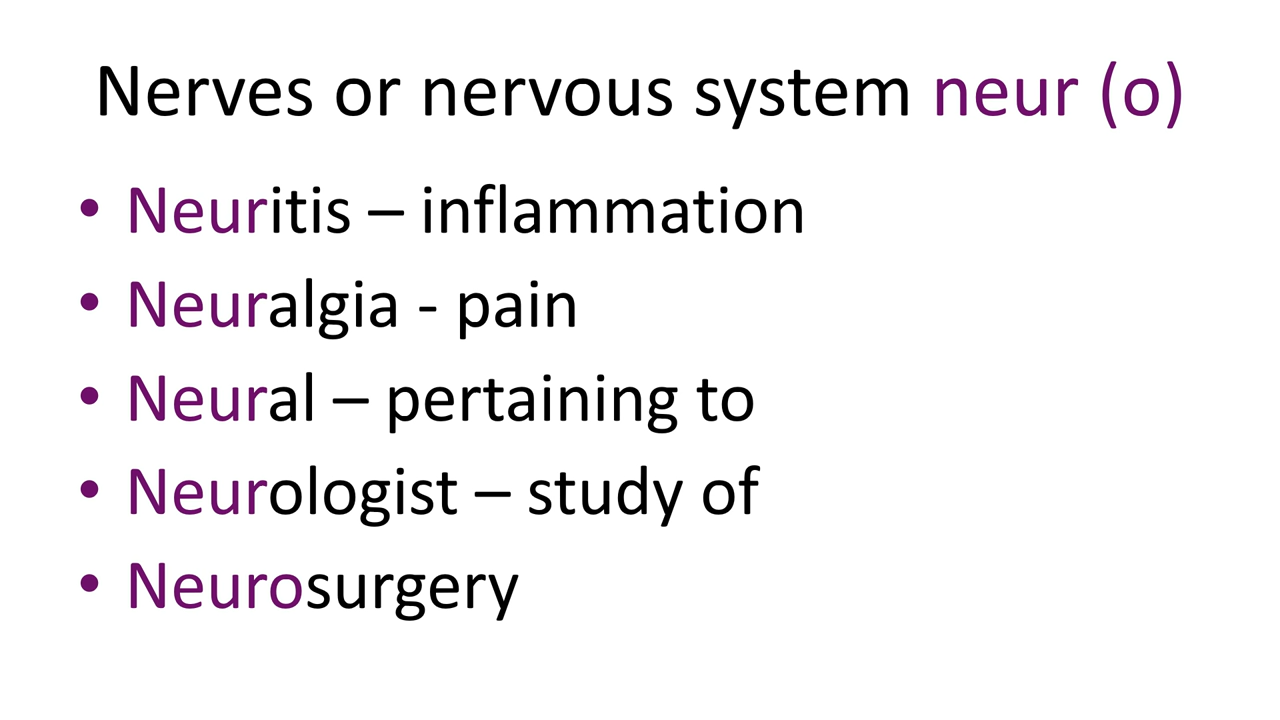 Nerves or nervous system neur (o)
• Neuritis – inflammation
• Neuralgia - pain
• Neural – pertaining to
• Neurologist – study of
• Neurosurgery